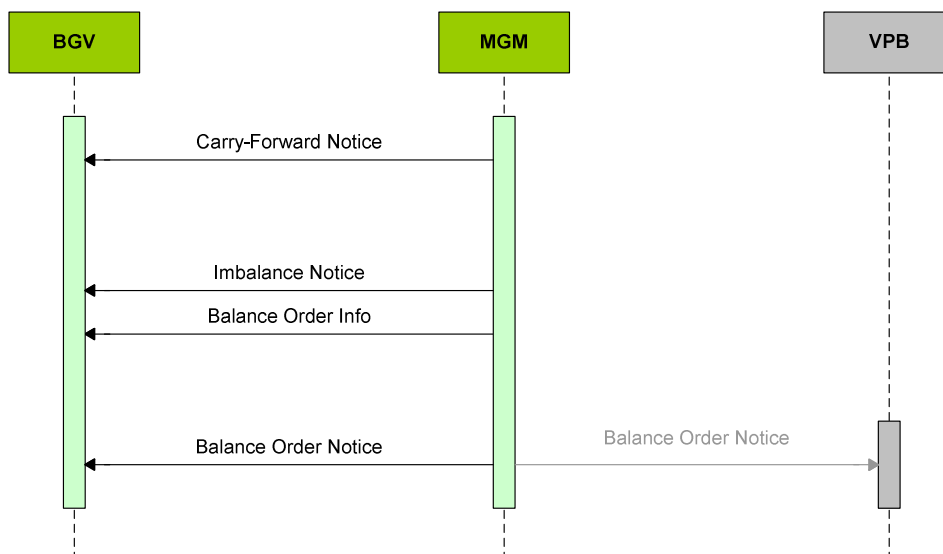 BGV
MGM
VPB
Carry-Forward Notice
Imbalance Notice
Balance Order Info
Balance Order Notice
Balance Order Notice